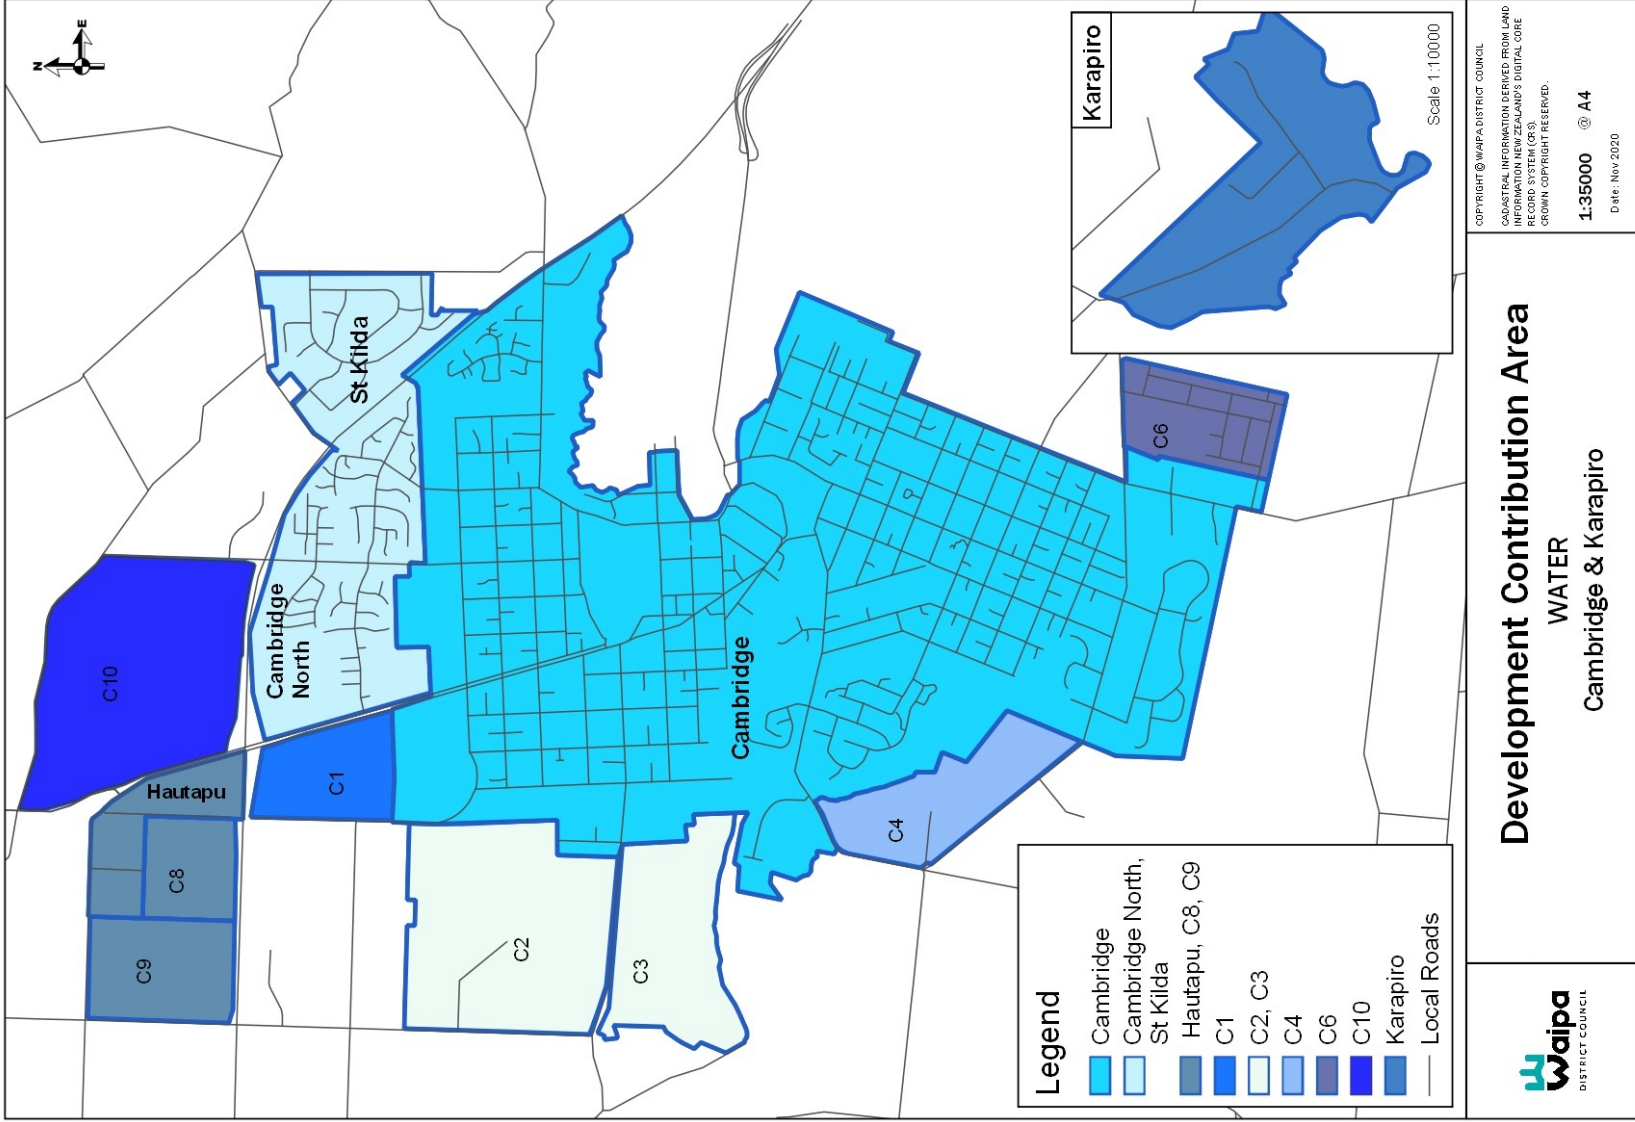 N
E
C10
Cambridge
North
St Kilda
Hautapu
C1
C8
C9
C2
C3
Cambridge
C4
C6
Karapiro
Scale 1:10000
Legend
Cambridge
Cambridge North,
St Kilda
Hautapu, C8, C9
C1
C2, C3
C4
C6
C10
Karapiro
Local Roads
Waipa
DISTRICT COUNCIL
Development Contribution Area
WATER
Cambridge & Karapiro
COPYRIGHT © WAIPA DISTRICT COUNCIL
CADASTRAL INFORMATION DERIVED FROM LAND
INFORMATION NEW ZEALAND'S DIGITAL CORE
RECORD SYSTEM (CRS).
CROWN COPYRIGHT RESERVED.
1:35000 @ A4
Date: Nov 2020